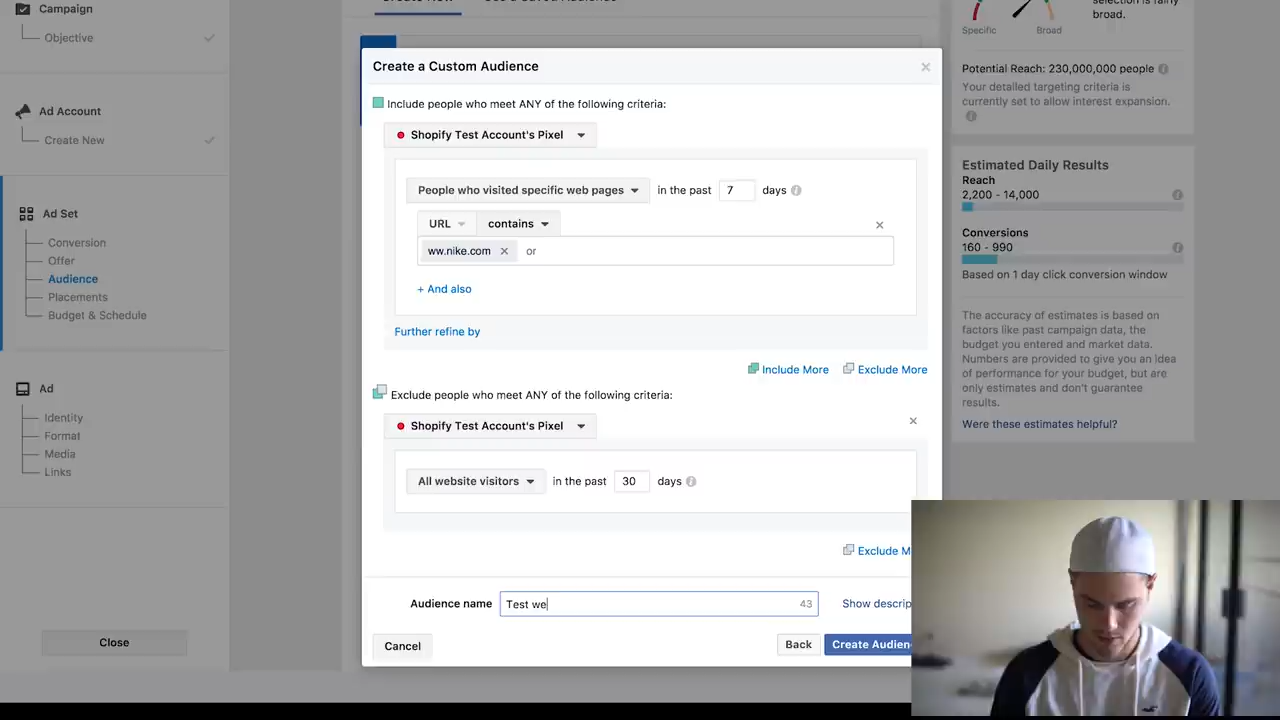 Campaign
Objective
Ad Account
Create New
Ad Set
Conversion
Offer
Audience
Placements
Budget & Schedule
Ad
Identity
Format
Media
Links
Close
Create a Custom Audience
Include people who meet ANY of the following criteria:
Shopify Test Account's Pixel
People who visited specific web pages in the past 7 days
URL contains
ww.nike.com or
+ And also
Further refine by
Include More Exclude More
Exclude people who meet ANY of the following criteria:
Shopify Test Account's Pixel
All website visitors in the past 30 days
Exclude M
Audience name Test we 43 Show descrip
Cancel Back Create Audien
selection is fairly
broad.
Specific Broad
Potential Reach: 230,000,000 people
Your detailed targeting criteria is
currently set to allow interest expansion.
Estimated Daily Results
Reach
2,200 - 14,000
Conversions
160 - 990
Based on 1 day click conversion window
The accuracy of estimates is based on
factors like past campaign data, the
budget you entered and market data.
Numbers are provided to give you an idea
of performance for your budget, but are
only estimates and don't guarantee
results.
Were these estimates helpful?